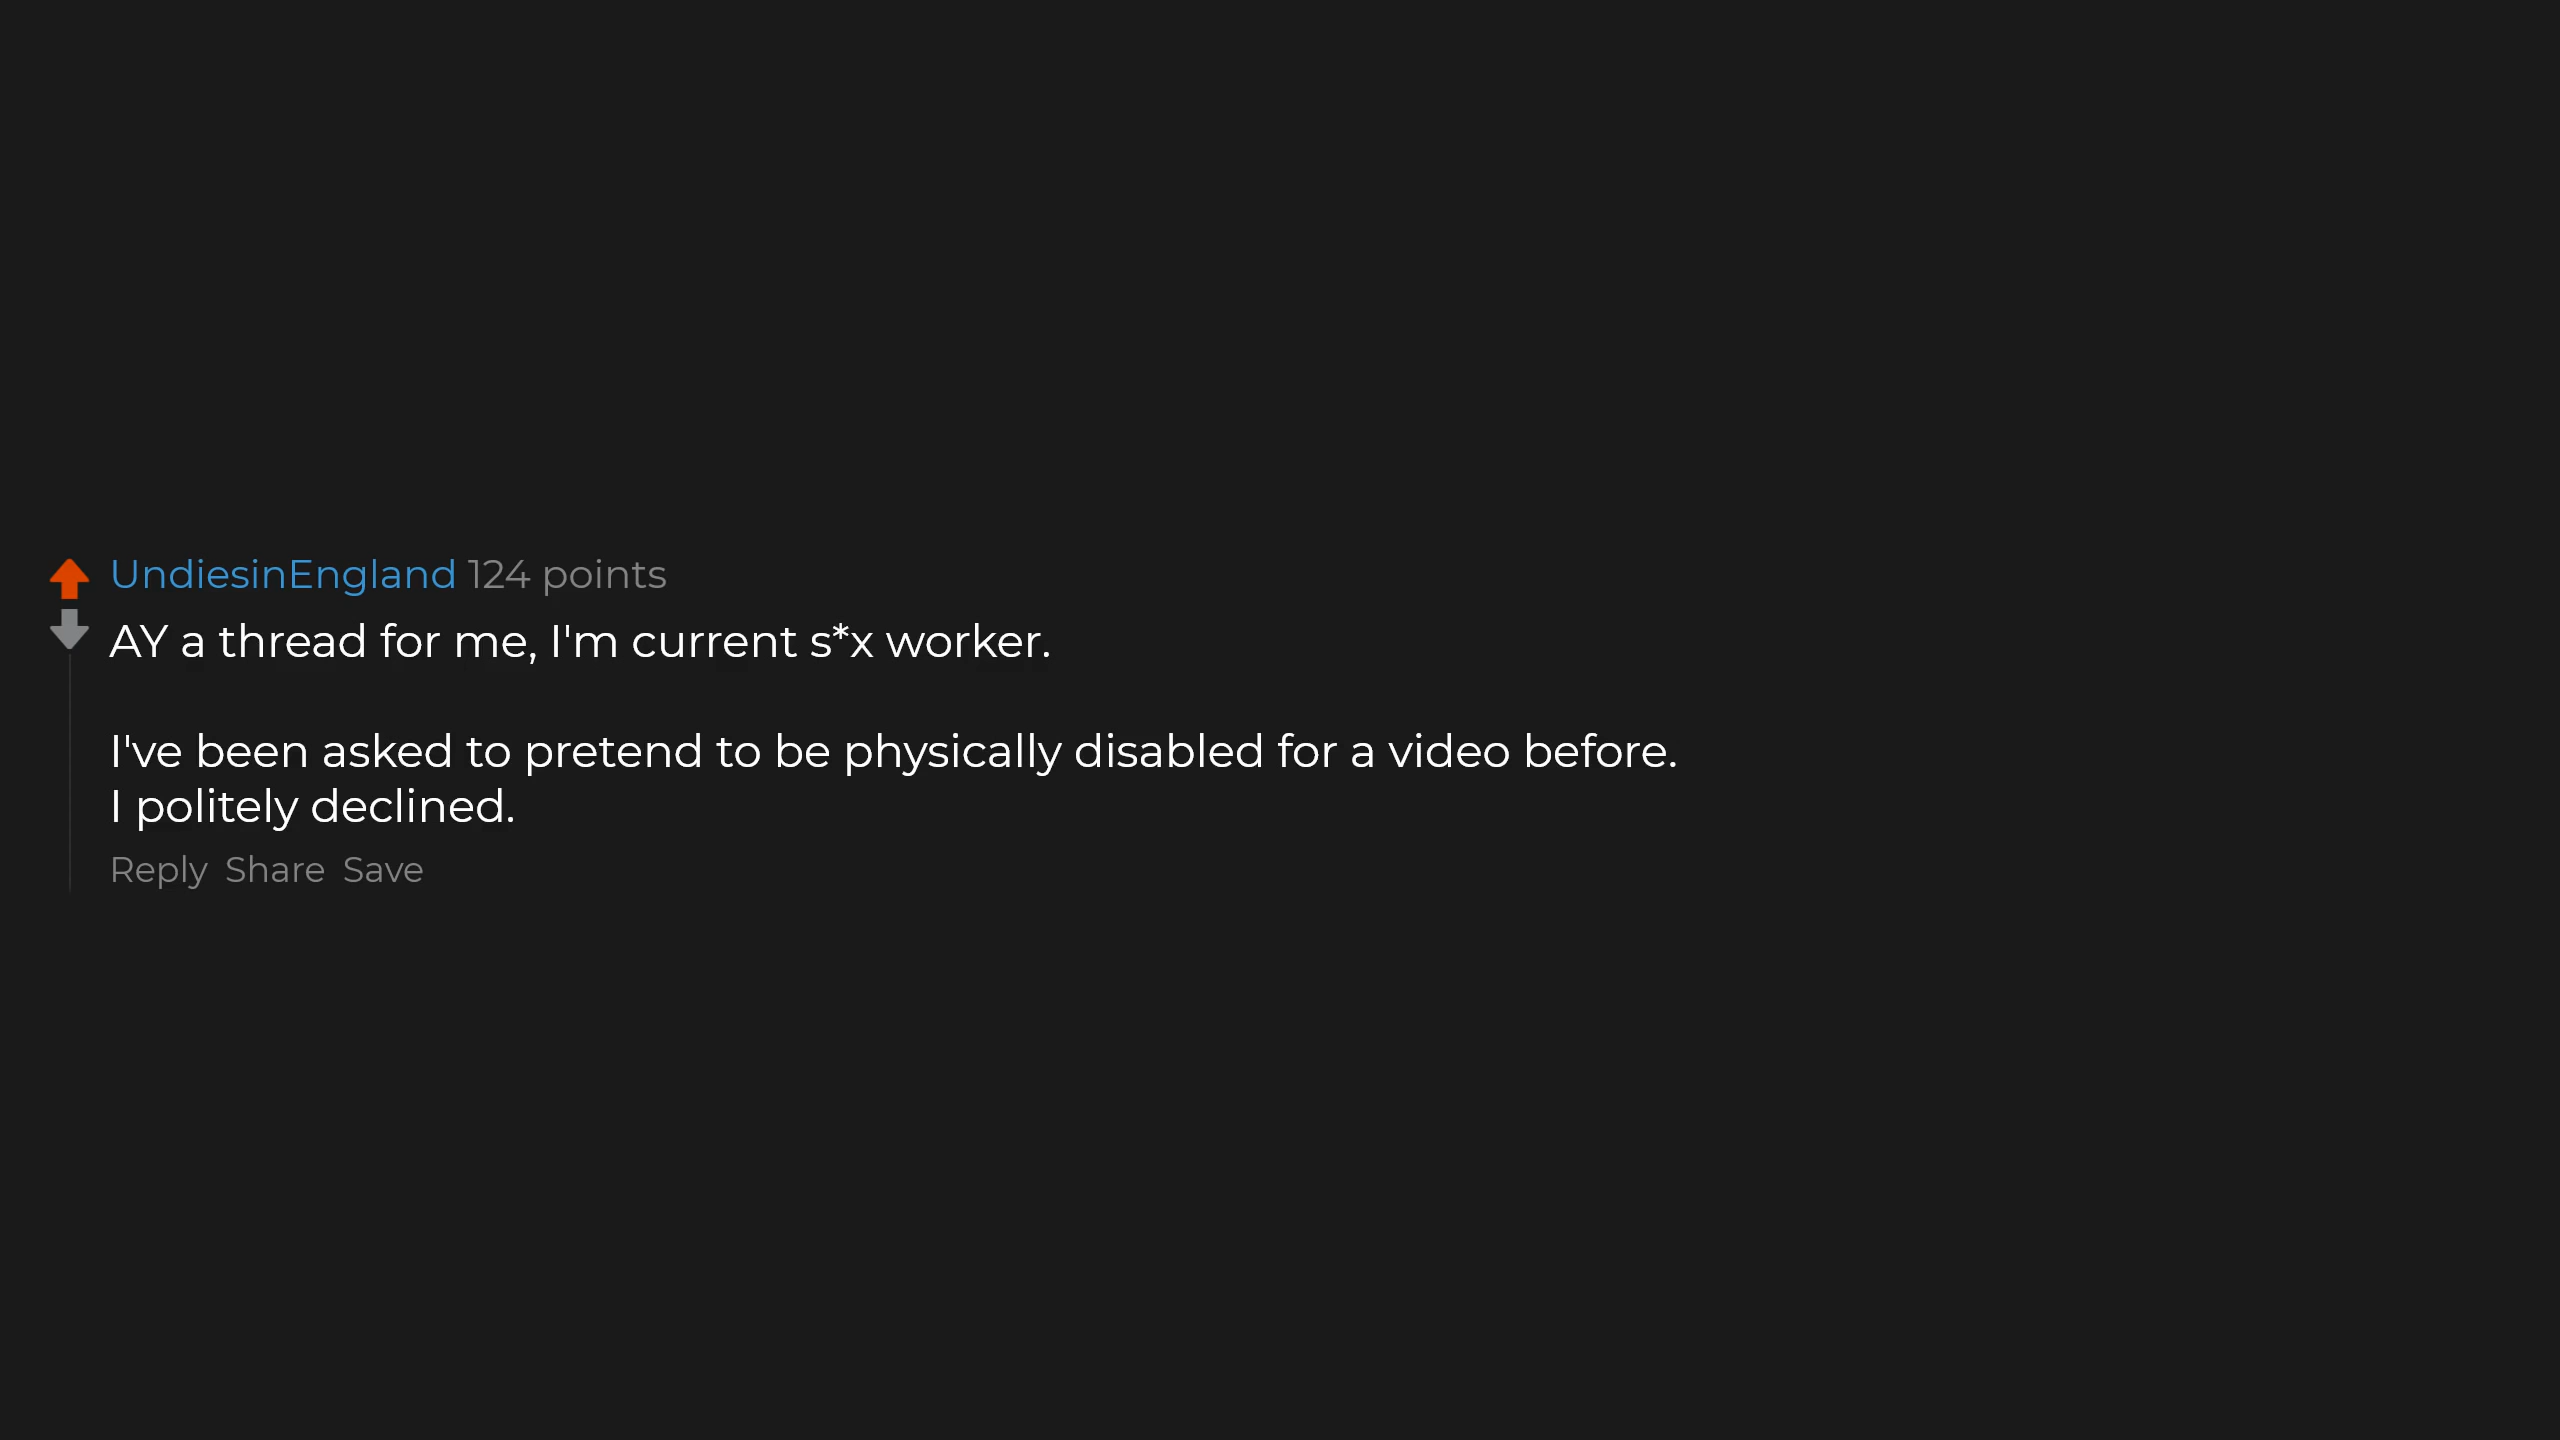 UndiesinEngland 124 points
AY a thread for me, I'm current s*x worker.
I've been asked to pretend to be physically disabled for a video before.
I politely declined.
Reply Share Save